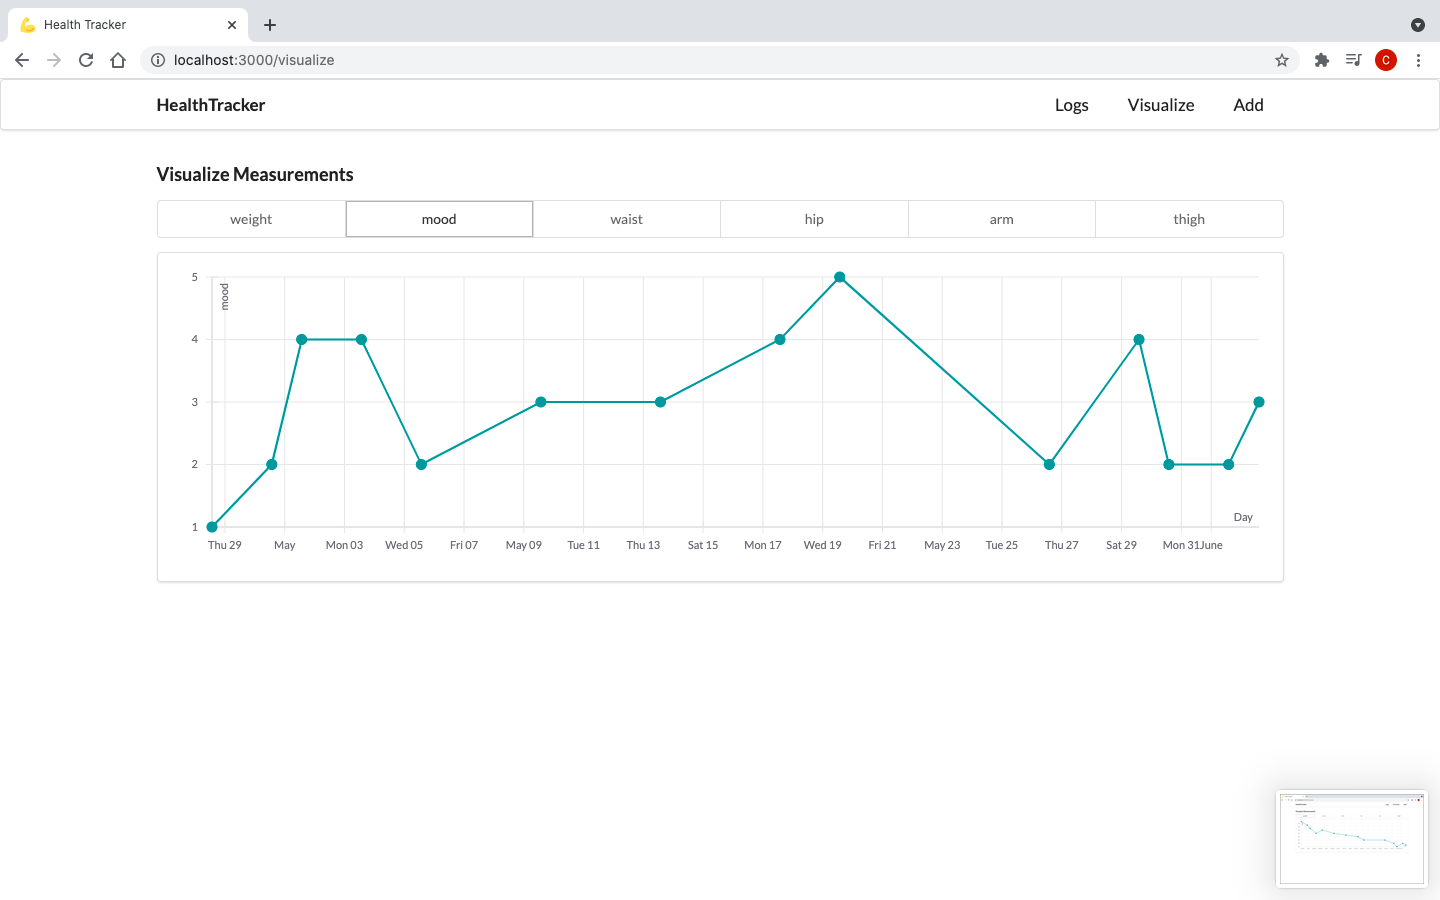 Health Tracker
localhost:3000/visualize
C
HealthTracker
Logs Visualize Add
Visualize Measurements
weight mood waist hip arm thigh
5
mood
4
3
2
1
Day
Thu 29 May Mon 03 Wed 05 Fri 07 May 09 Tue 11 Thu 13 Sat 15 Mon 17 Wed 19 Fri 21 May 23 Tue 25 Thu 27 Sat 29 Mon 31 June